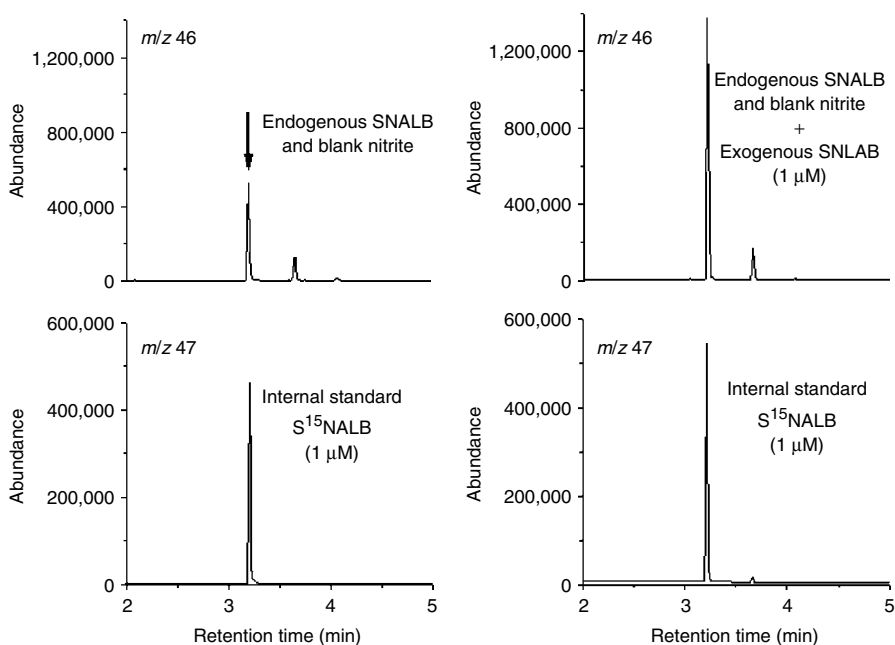 m/z 46
1,200,000
800,000
400,000
0
Abundance
Endogenous SNALB
and blank nitrite
m/z 46
1,200,000
800,000
400,000
0
Abundance
Endogenous SNALB
and blank nitrite
+
Exogenous SNLAB
(1 μM)
m/z 47
600,000
400,000
200,000
0
Abundance
Internal standard
S¹⁵NALB
(1 μM)
2 3 4 5
Retention time (min)
m/z 47
600,000
400,000
200,000
0
Abundance
Internal standard
S¹⁵NALB
(1 μM)
2 3 4 5
Retention time (min)